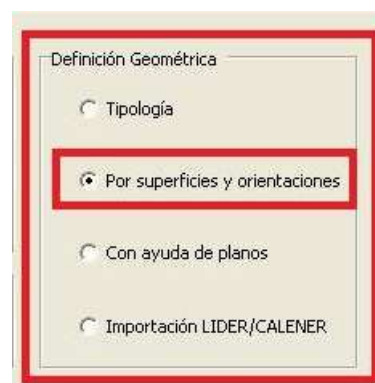 Definición Geométrica
Tipología
Por superficies y orientaciones
Con ayuda de planos
Importación LIDER/CALENER